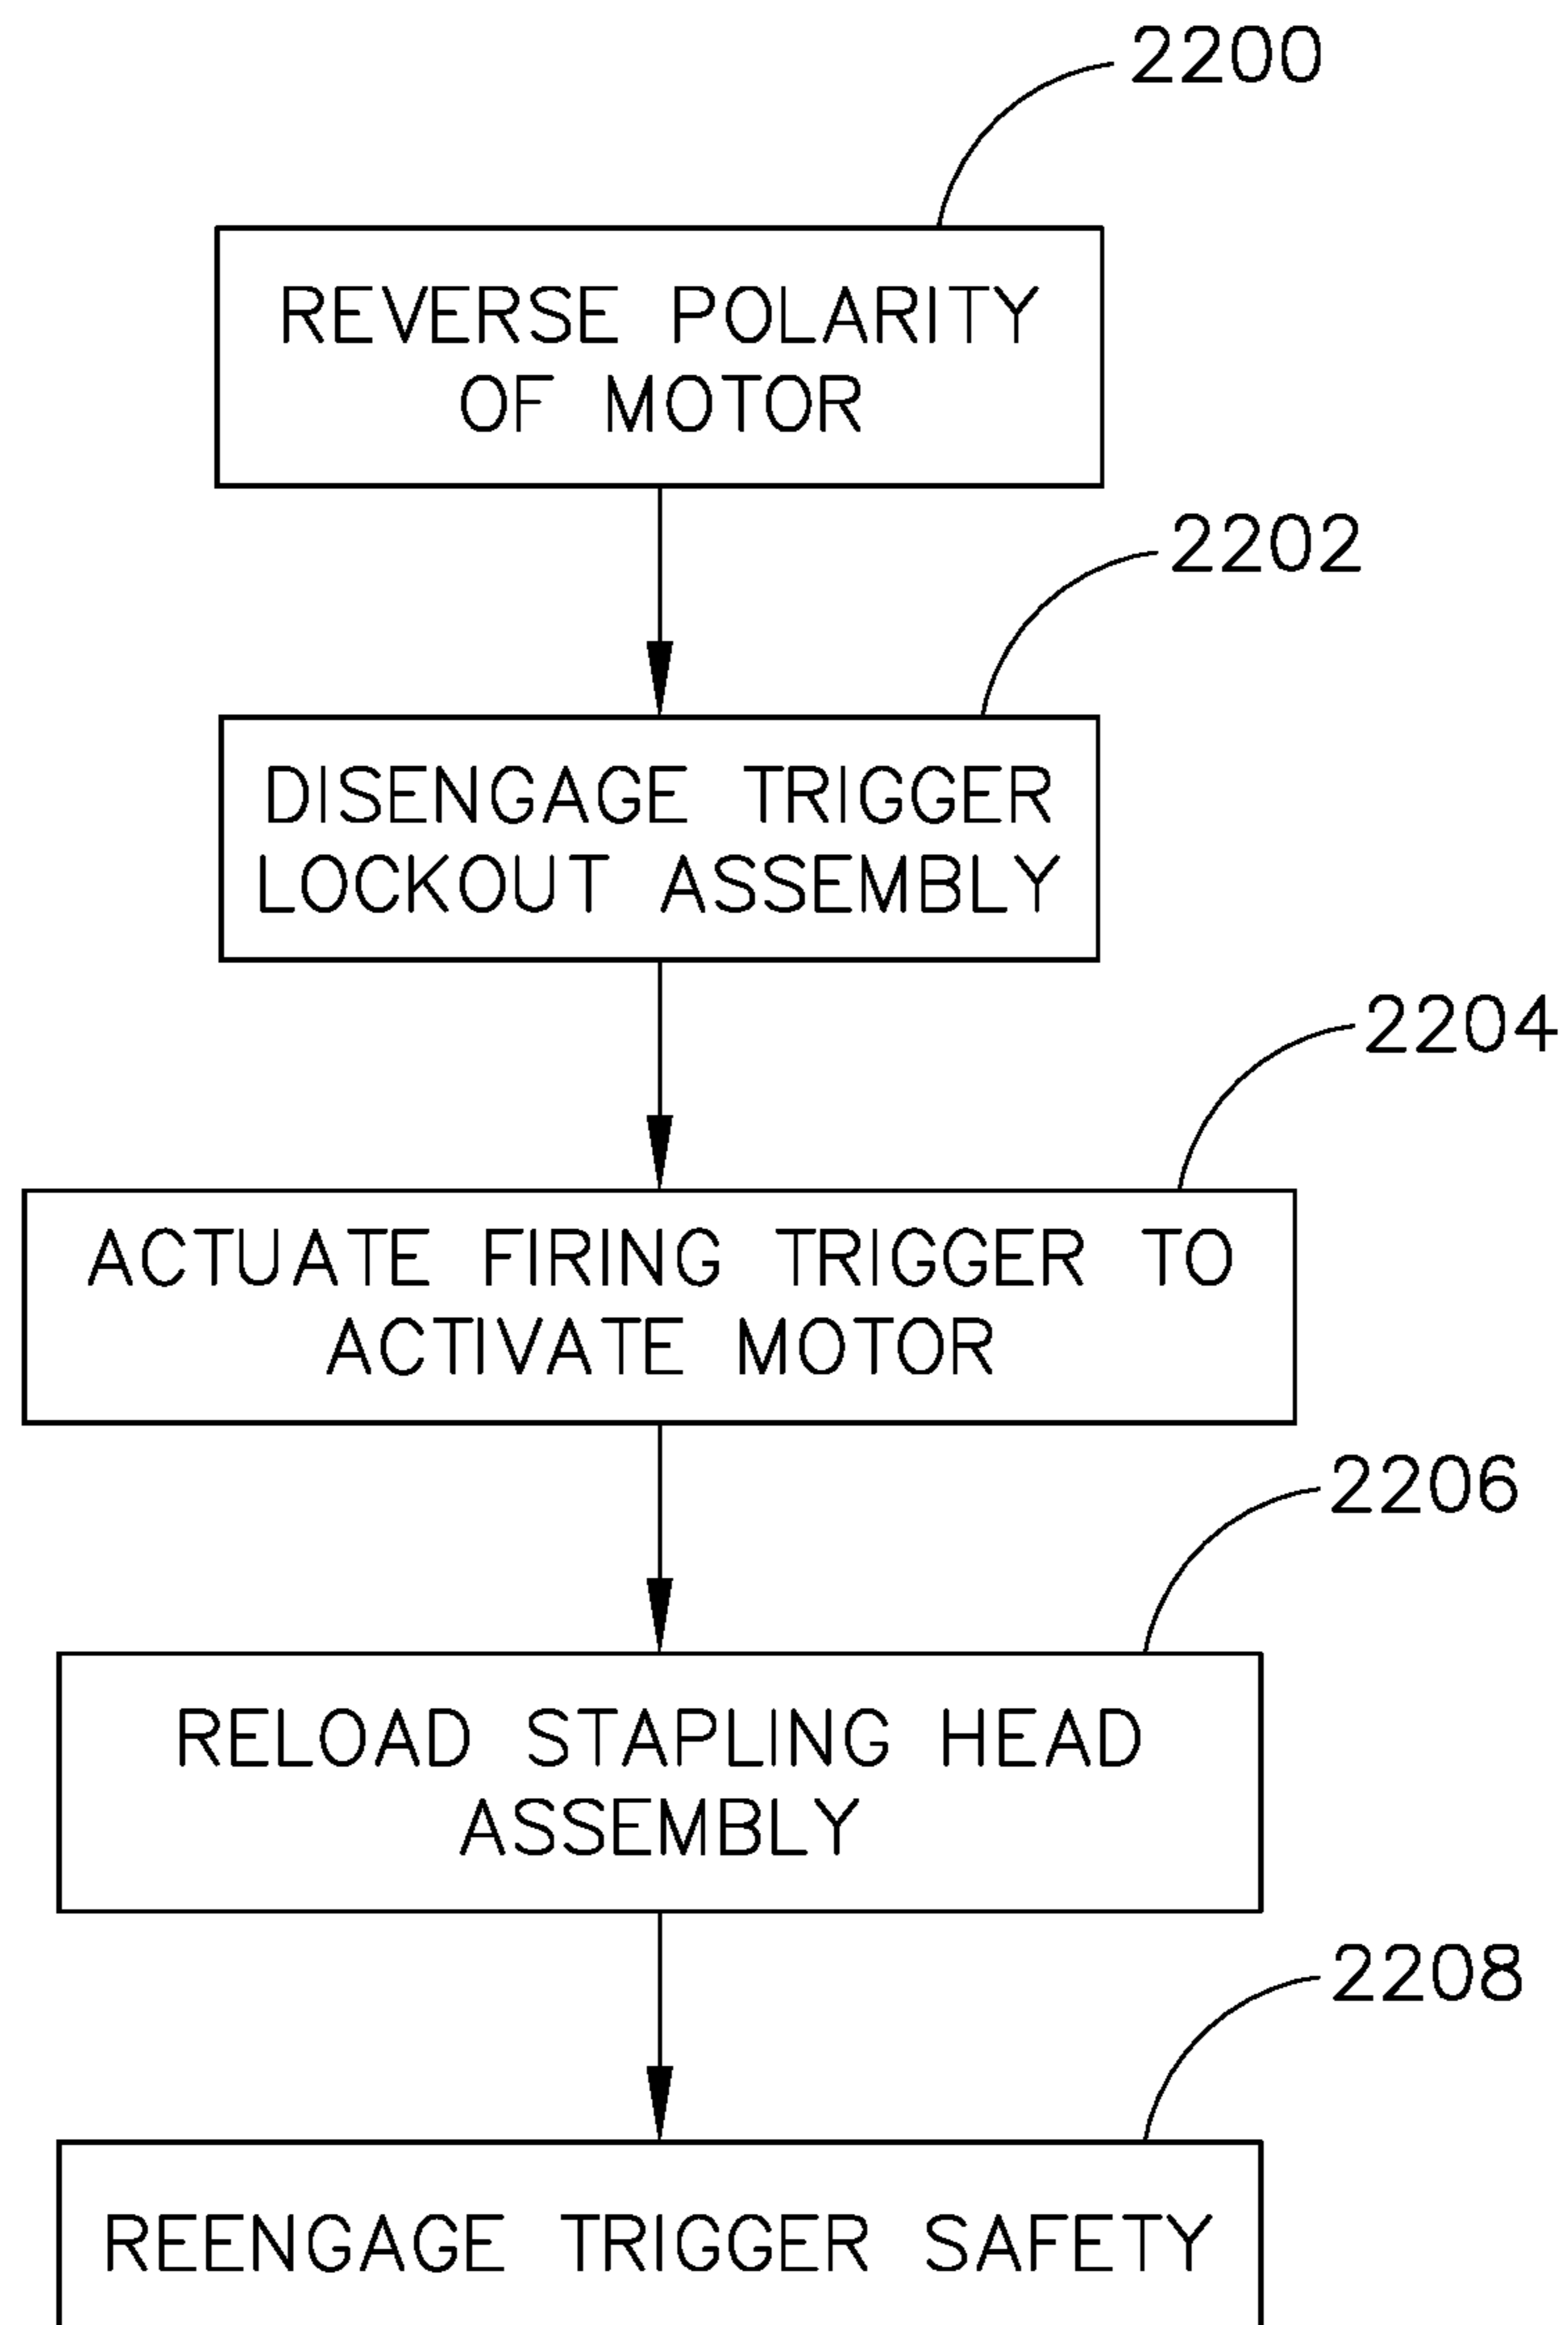 2200
REVERSE POLARITY
OF MOTOR
2202
DISENGAGE TRIGGER
LOCKOUT ASSEMBLY
2204
ACTUATE FIRING TRIGGER TO
ACTIVATE MOTOR
2206
RELOAD STAPLING HEAD
ASSEMBLY
2208
REENGAGE TRIGGER SAFETY